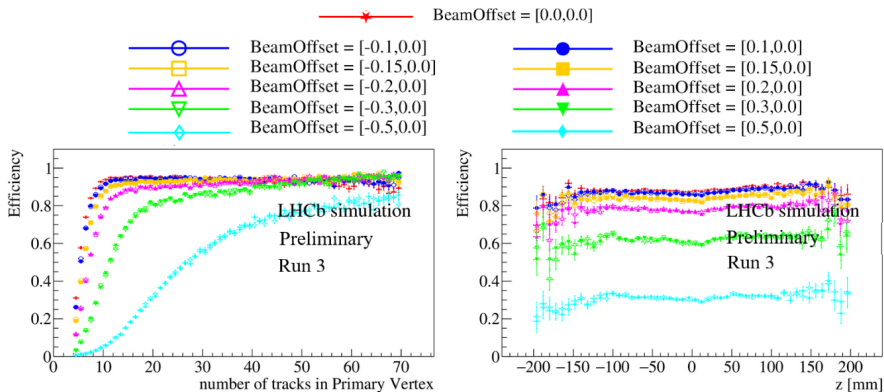 BeamOffset = [0.0,0.0]
BeamOffset = [-0.1,0.0]
BeamOffset = [-0.15,0.0]
BeamOffset = [-0.2,0.0]
BeamOffset = [-0.3,0.0]
BeamOffset = [-0.5,0.0]
BeamOffset = [0.1,0.0]
BeamOffset = [0.15,0.0]
BeamOffset = [0.2,0.0]
BeamOffset = [0.3,0.0]
BeamOffset = [0.5,0.0]
Efficiency
1
0.8
0.6
0.4
0.2
0
LHCb simulation
Preliminary
Run 3
0 10 20 30 40 50 60 70
number of tracks in Primary Vertex
Efficiency
1
0.8
0.6
0.4
0.2
0
LHCb simulation
Preliminary
Run 3
−200 −150 −100 −50 0 50 100 150 200
z [mm]